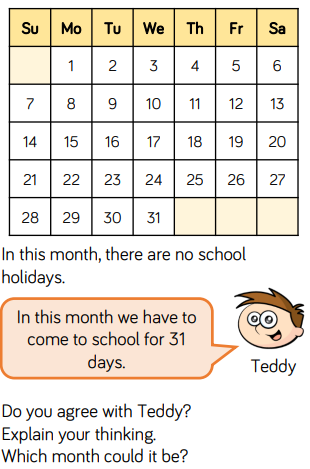 Su Mo Tu We Th Fr Sa
1 2 3 4 5 6
7 8 9 10 11 12 13
14 15 16 17 18 19 20
21 22 23 24 25 26 27
28 29 30 31
In this month, there are no school
holidays.
In this month we have to
come to school for 31
days.
Teddy
Do you agree with Teddy?
Explain your thinking.
Which month could it be?